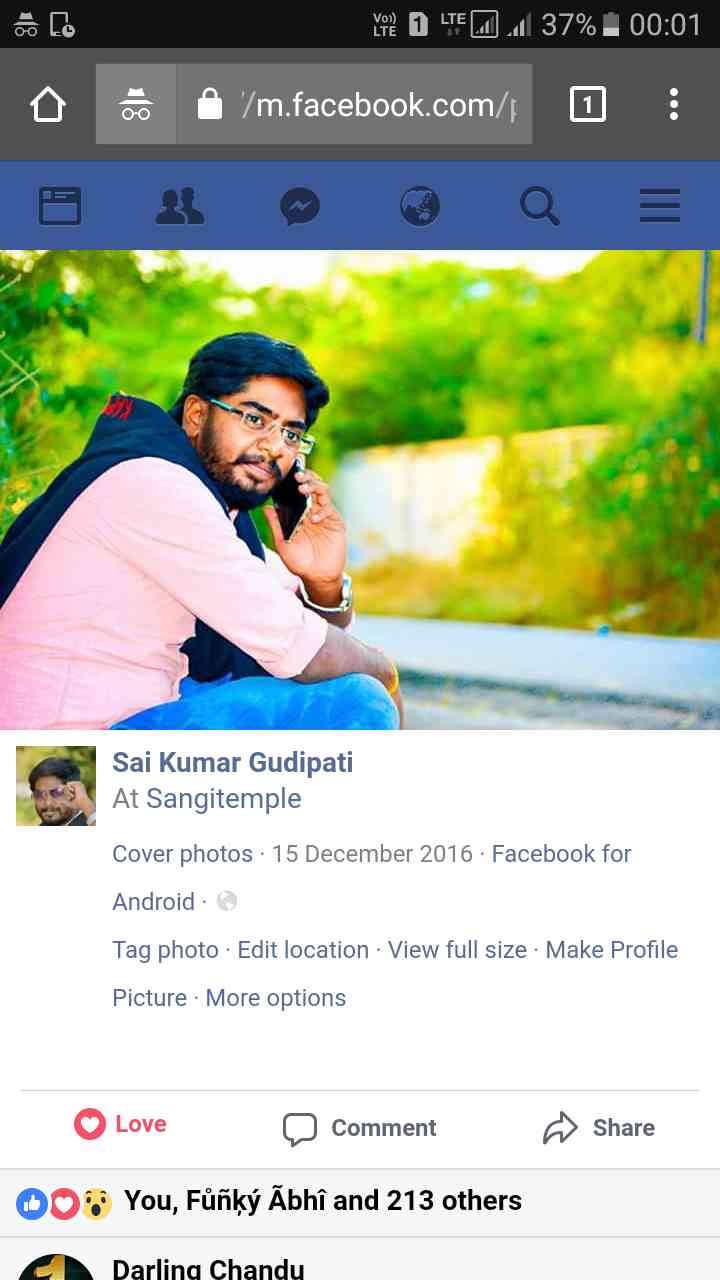 Vo))
LTE 1 LTE 37% 00:01
/m.facebook.com/
1
Sai Kumar Gudipati
At Sangitemple
Cover photos · 15 December 2016 · Facebook for
Android ·
Tag photo · Edit location · View full size · Make Profile
Picture · More options
Love Comment Share
You, Fůñķý Ãbhî and 213 others
Darling Chandu